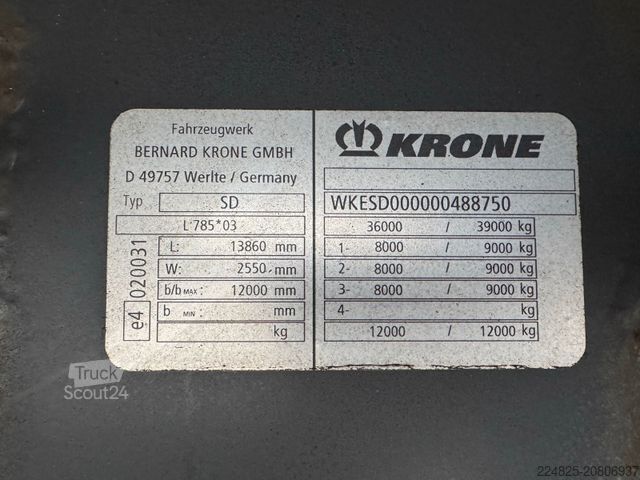 Fahrzeugwerk
BERNARD KRONE GMBH
D 49757 Werlte / Germany
Typ SD
L 785*03
L: 13860 mm
W: 2550 mm
b/b MAX: 12000 mm
b MIN: mm
kg
e4 020031
KRONE
WKESD000000488750
36000 / 39000 kg
1- 8000 / 9000 kg
2- 8000 / 9000 kg
3- 8000 / 9000 kg
4- kg
12000 / 12000 kg
Truck
Scout24
224825-20806937